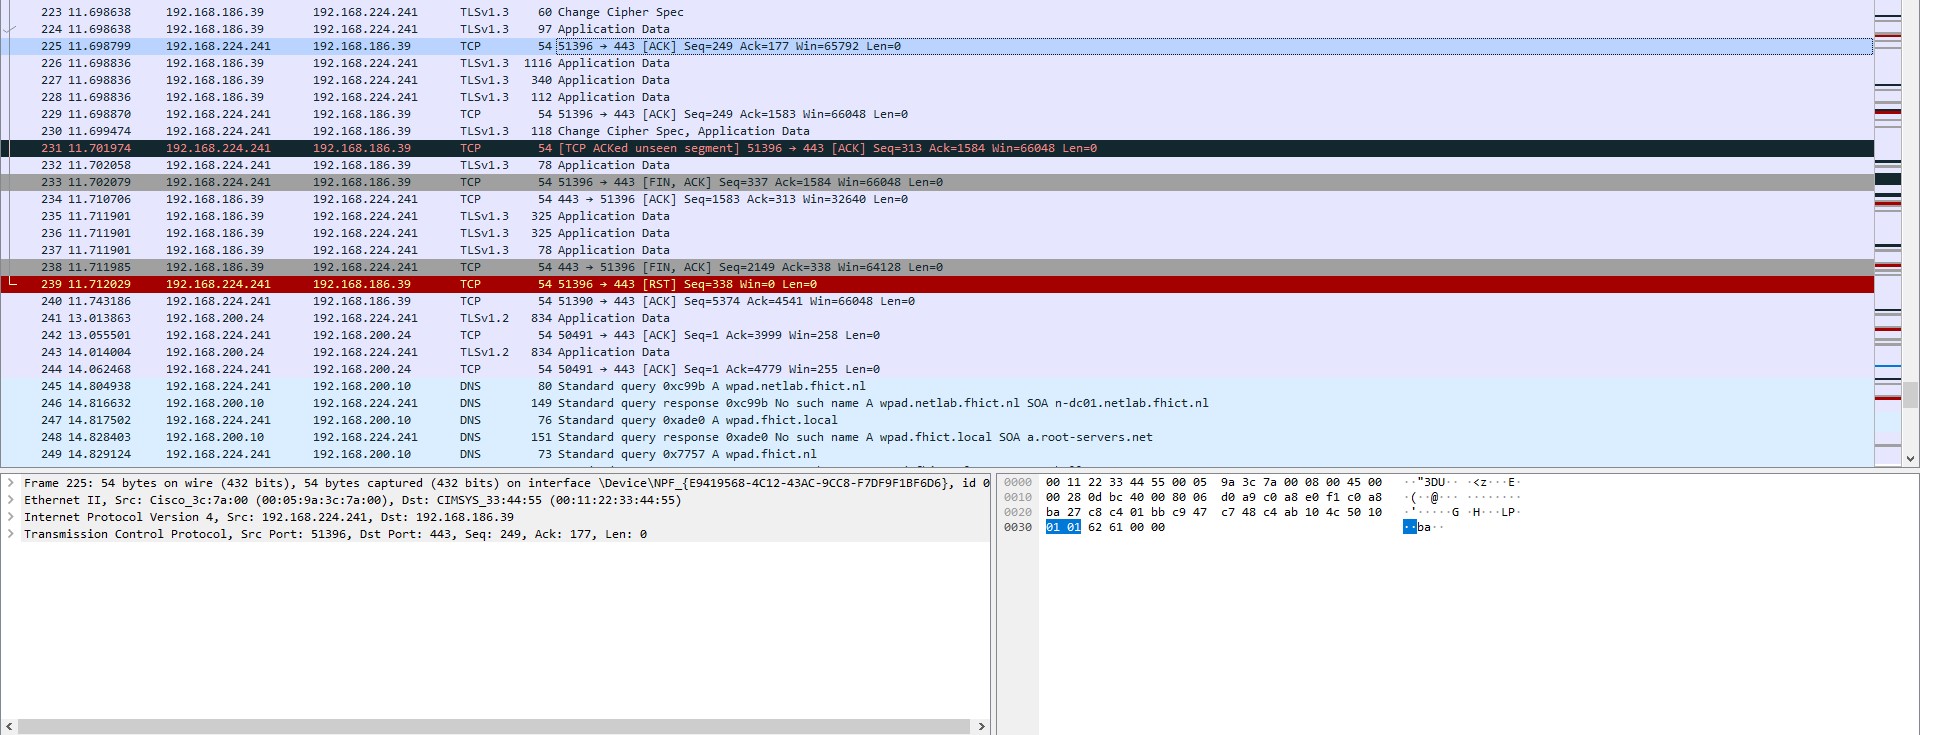 223 11.698638 192.168.186.39 192.168.224.241 TLSv1.3 60 Change Cipher Spec
224 11.698638 192.168.186.39 192.168.224.241 TLSv1.3 97 Application Data
225 11.698799 192.168.224.241 192.168.186.39 TCP 54 51396 → 443 [ACK] Seq=249 Ack=177 Win=65792 Len=0
226 11.698836 192.168.186.39 192.168.224.241 TLSv1.3 1116 Application Data
227 11.698836 192.168.186.39 192.168.224.241 TLSv1.3 340 Application Data
228 11.698836 192.168.186.39 192.168.224.241 TLSv1.3 112 Application Data
229 11.698870 192.168.224.241 192.168.186.39 TCP 54 51396 → 443 [ACK] Seq=249 Ack=1583 Win=66048 Len=0
230 11.699474 192.168.224.241 192.168.186.39 TLSv1.3 118 Change Cipher Spec, Application Data
231 11.701974 192.168.224.241 192.168.186.39 TCP 54 [TCP ACKed unseen segment] 51396 → 443 [ACK] Seq=313 Ack=1584 Win=66048 Len=0
232 11.702058 192.168.224.241 192.168.186.39 TLSv1.3 78 Application Data
233 11.702079 192.168.224.241 192.168.186.39 TCP 54 51396 → 443 [FIN, ACK] Seq=337 Ack=1584 Win=66048 Len=0
234 11.710706 192.168.186.39 192.168.224.241 TCP 54 443 → 51396 [ACK] Seq=1583 Ack=313 Win=32640 Len=0
235 11.711901 192.168.186.39 192.168.224.241 TLSv1.3 325 Application Data
236 11.711901 192.168.186.39 192.168.224.241 TLSv1.3 325 Application Data
237 11.711901 192.168.186.39 192.168.224.241 TLSv1.3 78 Application Data
238 11.711985 192.168.186.39 192.168.224.241 TCP 54 443 → 51396 [FIN, ACK] Seq=2149 Ack=338 Win=64128 Len=0
239 11.712029 192.168.224.241 192.168.186.39 TCP 54 51396 → 443 [RST] Seq=338 Win=0 Len=0
240 11.743186 192.168.224.241 192.168.186.39 TCP 54 51390 → 443 [ACK] Seq=5374 Ack=4541 Win=66048 Len=0
241 13.013863 192.168.200.24 192.168.224.241 TLSv1.2 834 Application Data
242 13.055501 192.168.224.241 192.168.200.24 TCP 54 50491 → 443 [ACK] Seq=1 Ack=3999 Win=258 Len=0
243 14.014004 192.168.200.24 192.168.224.241 TLSv1.2 834 Application Data
244 14.062468 192.168.224.241 192.168.200.24 TCP 54 50491 → 443 [ACK] Seq=1 Ack=4779 Win=255 Len=0
245 14.804938 192.168.224.241 192.168.200.10 DNS 80 Standard query 0xc99b A wpad.netlab.fhict.nl
246 14.816632 192.168.200.10 192.168.224.241 DNS 149 Standard query response 0xc99b No such name A wpad.netlab.fhict.nl SOA n-dc01.netlab.fhict.nl
247 14.817502 192.168.224.241 192.168.200.10 DNS 76 Standard query 0xade0 A wpad.fhict.local
248 14.828403 192.168.200.10 192.168.224.241 DNS 151 Standard query response 0xade0 No such name A wpad.fhict.local SOA a.root-servers.net
249 14.829124 192.168.224.241 192.168.200.10 DNS 73 Standard query 0x7757 A wpad.fhict.nl
Frame 225: 54 bytes on wire (432 bits), 54 bytes captured (432 bits) on interface \Device\NPF_{E9419568-4C12-43AC-9CC8-F7DF9F1BF6D6}, id 0
Ethernet II, Src: Cisco_3c:7a:00 (00:05:9a:3c:7a:00), Dst: CIMSYS_33:44:55 (00:11:22:33:44:55)
Internet Protocol Version 4, Src: 192.168.224.241, Dst: 192.168.186.39
Transmission Control Protocol, Src Port: 51396, Dst Port: 443, Seq: 249, Ack: 177, Len: 0
0000 00 11 22 33 44 55 00 05 9a 3c 7a 00 08 00 45 00 ··"3DU·· ·<z···E·
0010 00 28 0d bc 40 00 80 06 d0 a9 c0 a8 e0 f1 c0 a8 ·(··@··· ········
0020 ba 27 c8 c4 01 bb c9 47 c7 48 c4 ab 10 4c 50 10 ·'·····G ·H···LP·
0030 01 01 62 61 00 00 ··ba··